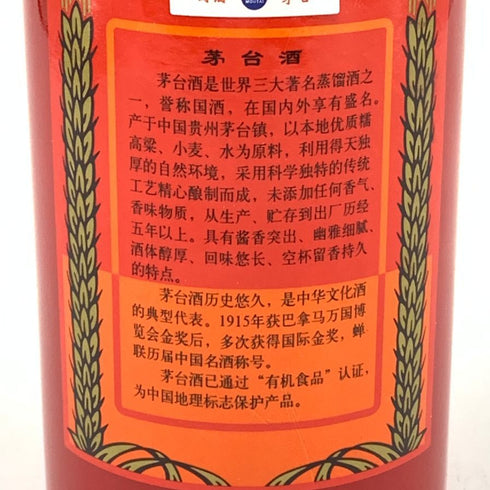 MOUTAI
茅台酒
茅台酒是世界三大著名蒸馏酒之
一，誉称国酒，在国内外享有盛名。
产于中国贵州茅台镇，以本地优质糯
高粱、小麦、水为原料，利用得天独
厚的自然环境，采用科学独特的传统
工艺精心酿制而成，未添加任何香气、
香味物质，从生产、贮存到出厂历经
五年以上。具有酱香突出、幽雅细腻、
酒体醇厚、回味悠长、空杯留香持久
的特点。
茅台酒历史悠久，是中华文化酒
的典型代表。1915年获巴拿马万国博
览会金奖后，多次获得国际金奖，蝉
联历届中国名酒称号。
茅台酒已通过“有机食品”认证，
为中国地理标志保护产品。